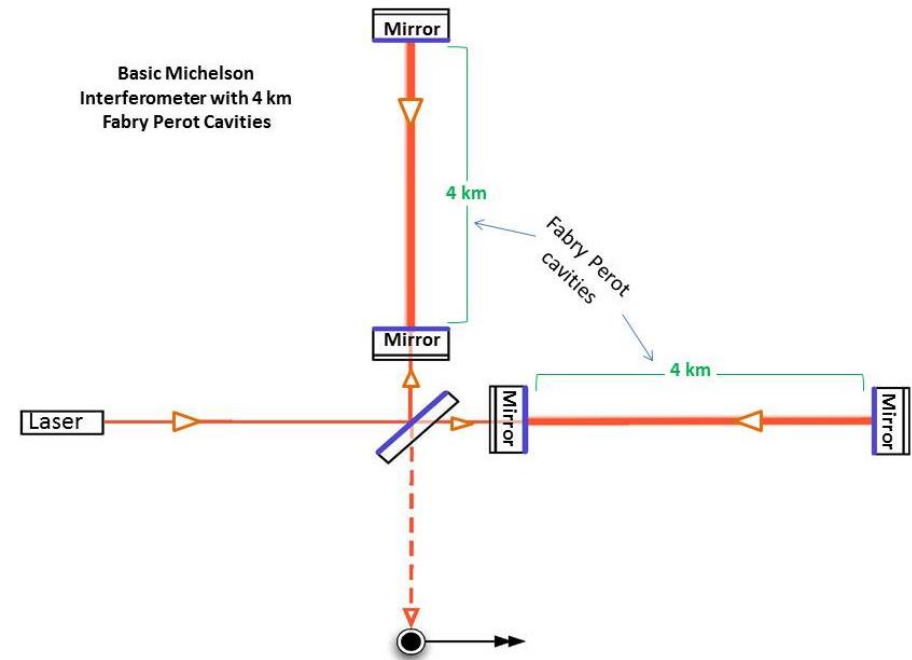 Mirror
Basic Michelson
Interferometer with 4 km
Fabry Perot Cavities
4 km
Fabry Perot
cavities
Mirror
4 km
Laser
Mirror
Mirror